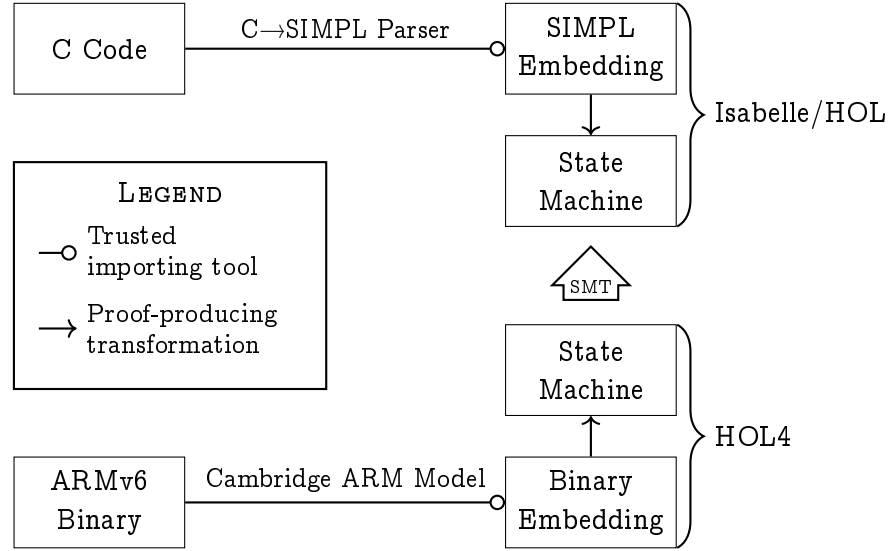 C Code
C→SIMPL Parser
SIMPL
Embedding
Isabelle/HOL
State
Machine
LEGEND
Trusted
importing tool
Proof-producing
transformation
SMT
State
Machine
HOL4
ARMv6
Binary
Cambridge ARM Model
Binary
Embedding